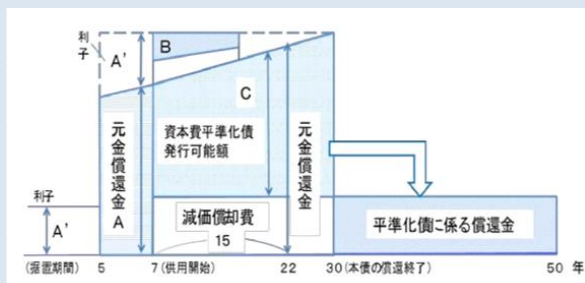 利
子
A'
B
C
元
金
償
還
金
A
資本費平準化債
発行可能額
元
金
償
還
金
利子
A'
減価償却費
15
平準化債に係る償還金
(据置期間) 5 7 (供用開始) 22 30 (本債の償還終了) 50 年